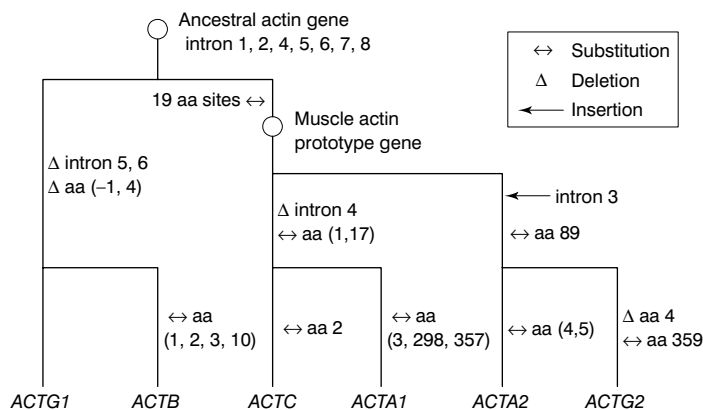 Ancestral actin gene
intron 1, 2, 4, 5, 6, 7, 8
↔ Substitution
Δ Deletion
← Insertion
19 aa sites ↔
Muscle actin
prototype gene
Δ intron 5, 6
Δ aa (–1, 4)
Δ intron 4
↔ aa (1,17)
← intron 3
↔ aa 89
↔ aa
(1, 2, 3, 10)
↔ aa 2
↔ aa
(3, 298, 357)
↔ aa (4,5)
Δ aa 4
↔ aa 359
ACTG1 ACTB ACTC ACTA1 ACTA2 ACTG2